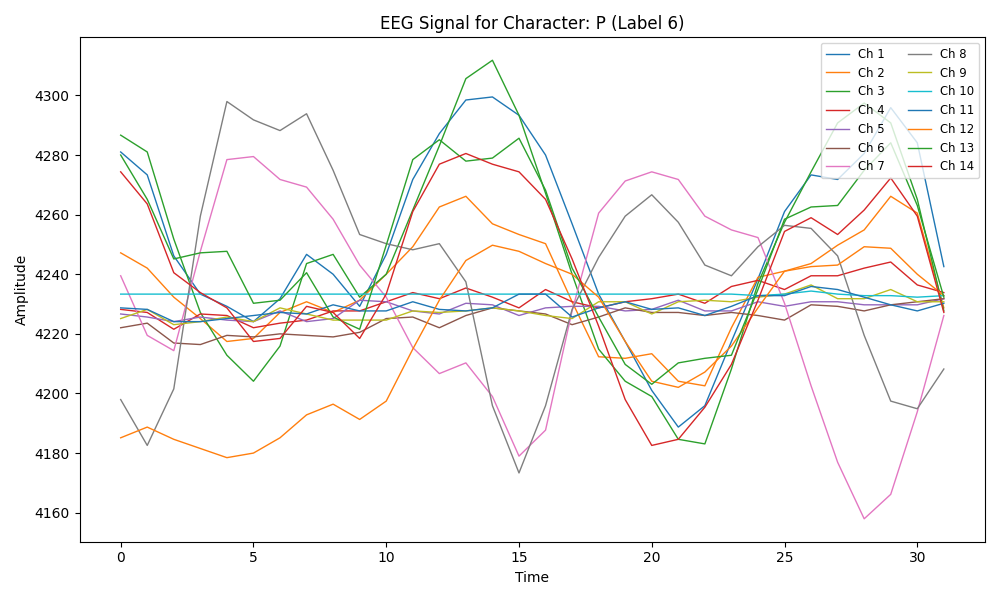 EEG Signal for Character: P (Label 6)
Amplitude
4300
4280
4260
4240
4220
4200
4180
4160
0 5 10 15 20 25 30
Time
Ch 1 Ch 8
Ch 2 Ch 9
Ch 3 Ch 10
Ch 4 Ch 11
Ch 5 Ch 12
Ch 6 Ch 13
Ch 7 Ch 14